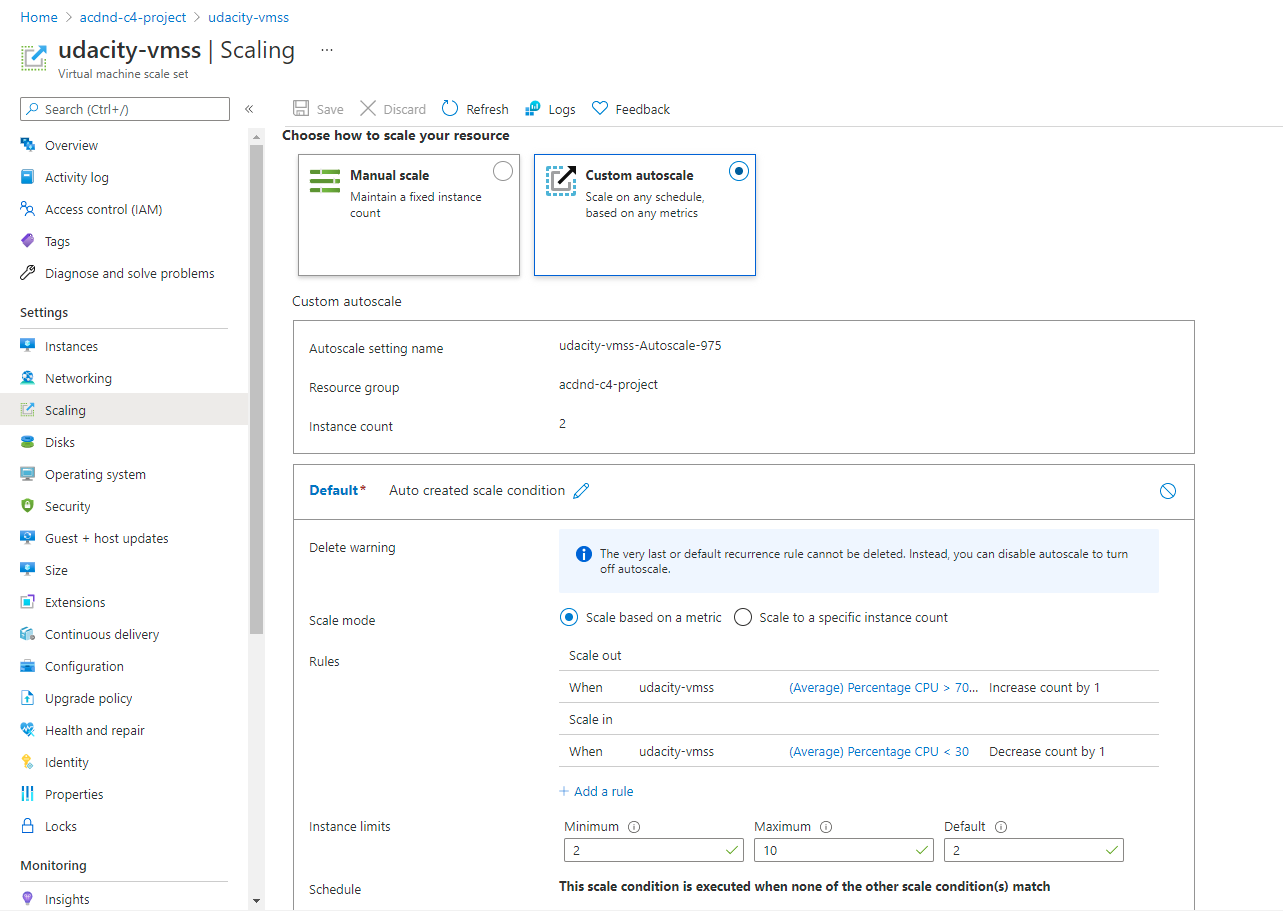 Home > acdnd-c4-project > udacity-vmss
udacity-vmss | Scaling ...
Virtual machine scale set
Search (Ctrl+/)
«
Overview
Activity log
Access control (IAM)
Tags
Diagnose and solve problems
Settings
Instances
Networking
Scaling
Disks
Operating system
Security
Guest + host updates
Size
Extensions
Continuous delivery
Configuration
Upgrade policy
Health and repair
Identity
Properties
Locks
Monitoring
Insights
Save Discard Refresh Logs Feedback
Choose how to scale your resource
Manual scale
Maintain a fixed instance
count
Custom autoscale
Scale on any schedule,
based on any metrics
Custom autoscale
Autoscale setting name udacity-vmss-Autoscale-975
Resource group acdnd-c4-project
Instance count 2
Default* Auto created scale condition
Delete warning
The very last or default recurrence rule cannot be deleted. Instead, you can disable autoscale to turn
off autoscale.
Scale mode Scale based on a metric Scale to a specific instance count
Rules
Scale out
When udacity-vmss (Average) Percentage CPU > 70... Increase count by 1
Scale in
When udacity-vmss (Average) Percentage CPU < 30 Decrease count by 1
+ Add a rule
Instance limits
Minimum Maximum Default
2 10 2
Schedule This scale condition is executed when none of the other scale condition(s) match